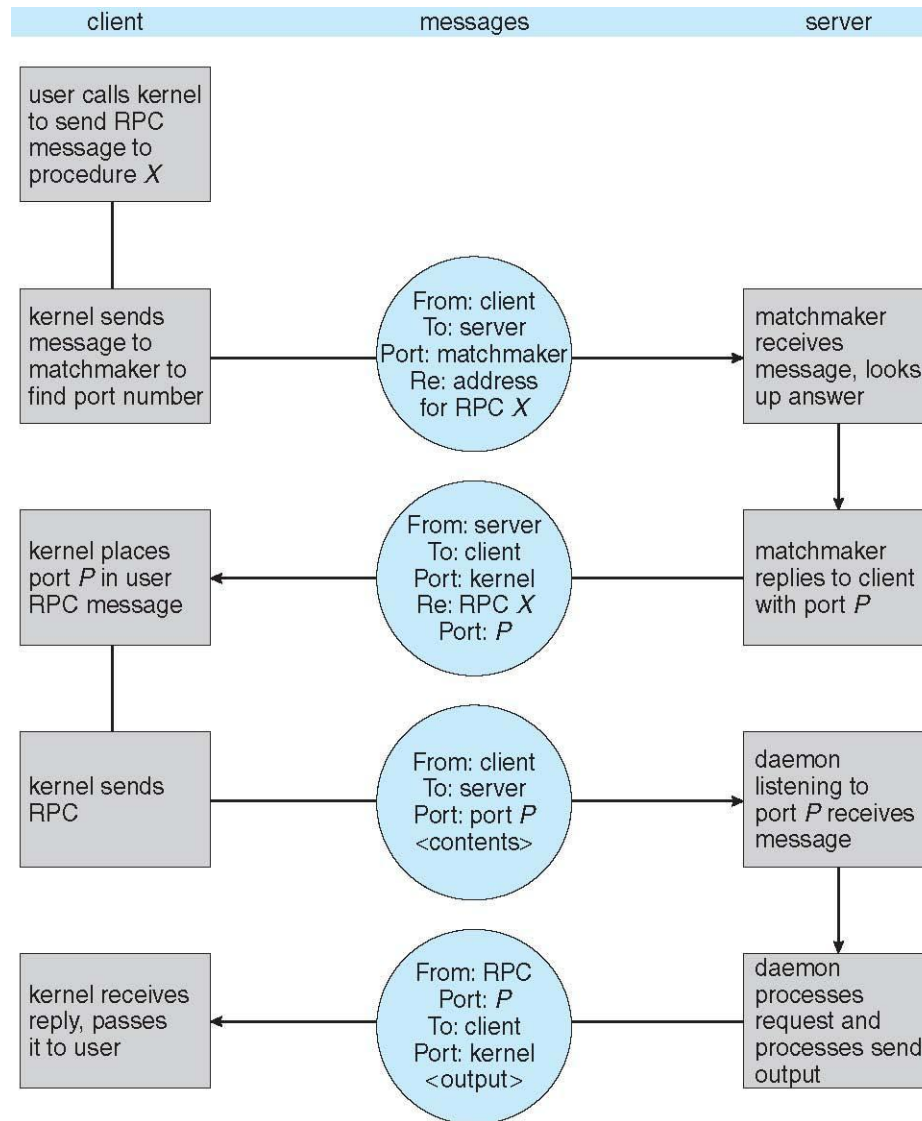 client messages server
user calls kernel
to send RPC
message to
procedure X
kernel sends
message to
matchmaker to
find port number
From: client
To: server
Port: matchmaker
Re: address
for RPC X
matchmaker
receives
message, looks
up answer
kernel places
port P in user
RPC message
From: server
To: client
Port: kernel
Re: RPC X
Port: P
matchmaker
replies to client
with port P
kernel sends
RPC
From: client
To: server
Port: port P
<contents>
daemon
listening to
port P receives
message
kernel receives
reply, passes
it to user
From: RPC
Port: P
To: client
Port: kernel
<output>
daemon
processes
request and
processes send
output